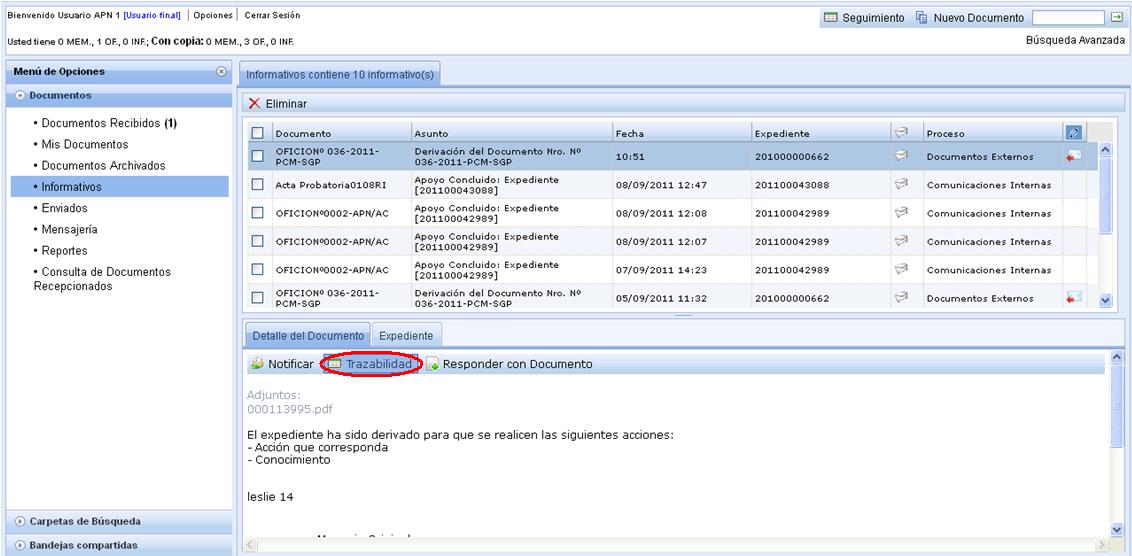 Bienvenido Usuario APN 1 [Usuario final] | Opciones | Cerrar Sesión
Seguimiento Nuevo Documento
Usted tiene 0 MEM., 1 OF., 0 INF.; Con copia: 0 MEM., 3 OF., 0 INF.
Búsqueda Avanzada
Menú de Opciones
Documentos
• Documentos Recibidos (1)
• Mis Documentos
• Documentos Archivados
• Informativos
• Enviados
• Mensajería
• Reportes
• Consulta de Documentos
Recepcionados
Carpetas de Búsqueda
Bandejas compartidas
Informativos contiene 10 informativo(s)
Eliminar
Documento Asunto Fecha Expediente Proceso
OFICIONº 036-2011- Derivación del Documento Nro. Nº
PCM-SGP 036-2011-PCM-SGP 10:51 201000000662 Documentos Externos
Acta Probatoria0108RI Apoyo Concluido: Expediente
[201100043088] 08/09/2011 12:47 201100043088 Comunicaciones Internas
OFICIONº0002-APN/AC Apoyo Concluido: Expediente
[201100042989] 08/09/2011 12:08 201100042989 Comunicaciones Internas
OFICIONº0002-APN/AC Apoyo Concluido: Expediente
[201100042989] 08/09/2011 12:07 201100042989 Comunicaciones Internas
OFICIONº0002-APN/AC Apoyo Concluido: Expediente
[201100042989] 07/09/2011 14:23 201100042989 Comunicaciones Internas
OFICIONº 036-2011- Derivación del Documento Nro. Nº
PCM-SGP 036-2011-PCM-SGP 05/09/2011 11:32 201000000662 Documentos Externos
Detalle del Documento Expediente
Notificar Trazabilidad Responder con Documento
Adjuntos:
000113995.pdf
El expediente ha sido derivado para que se realicen las siguientes acciones:
- Acción que corresponda
- Conocimiento
leslie 14